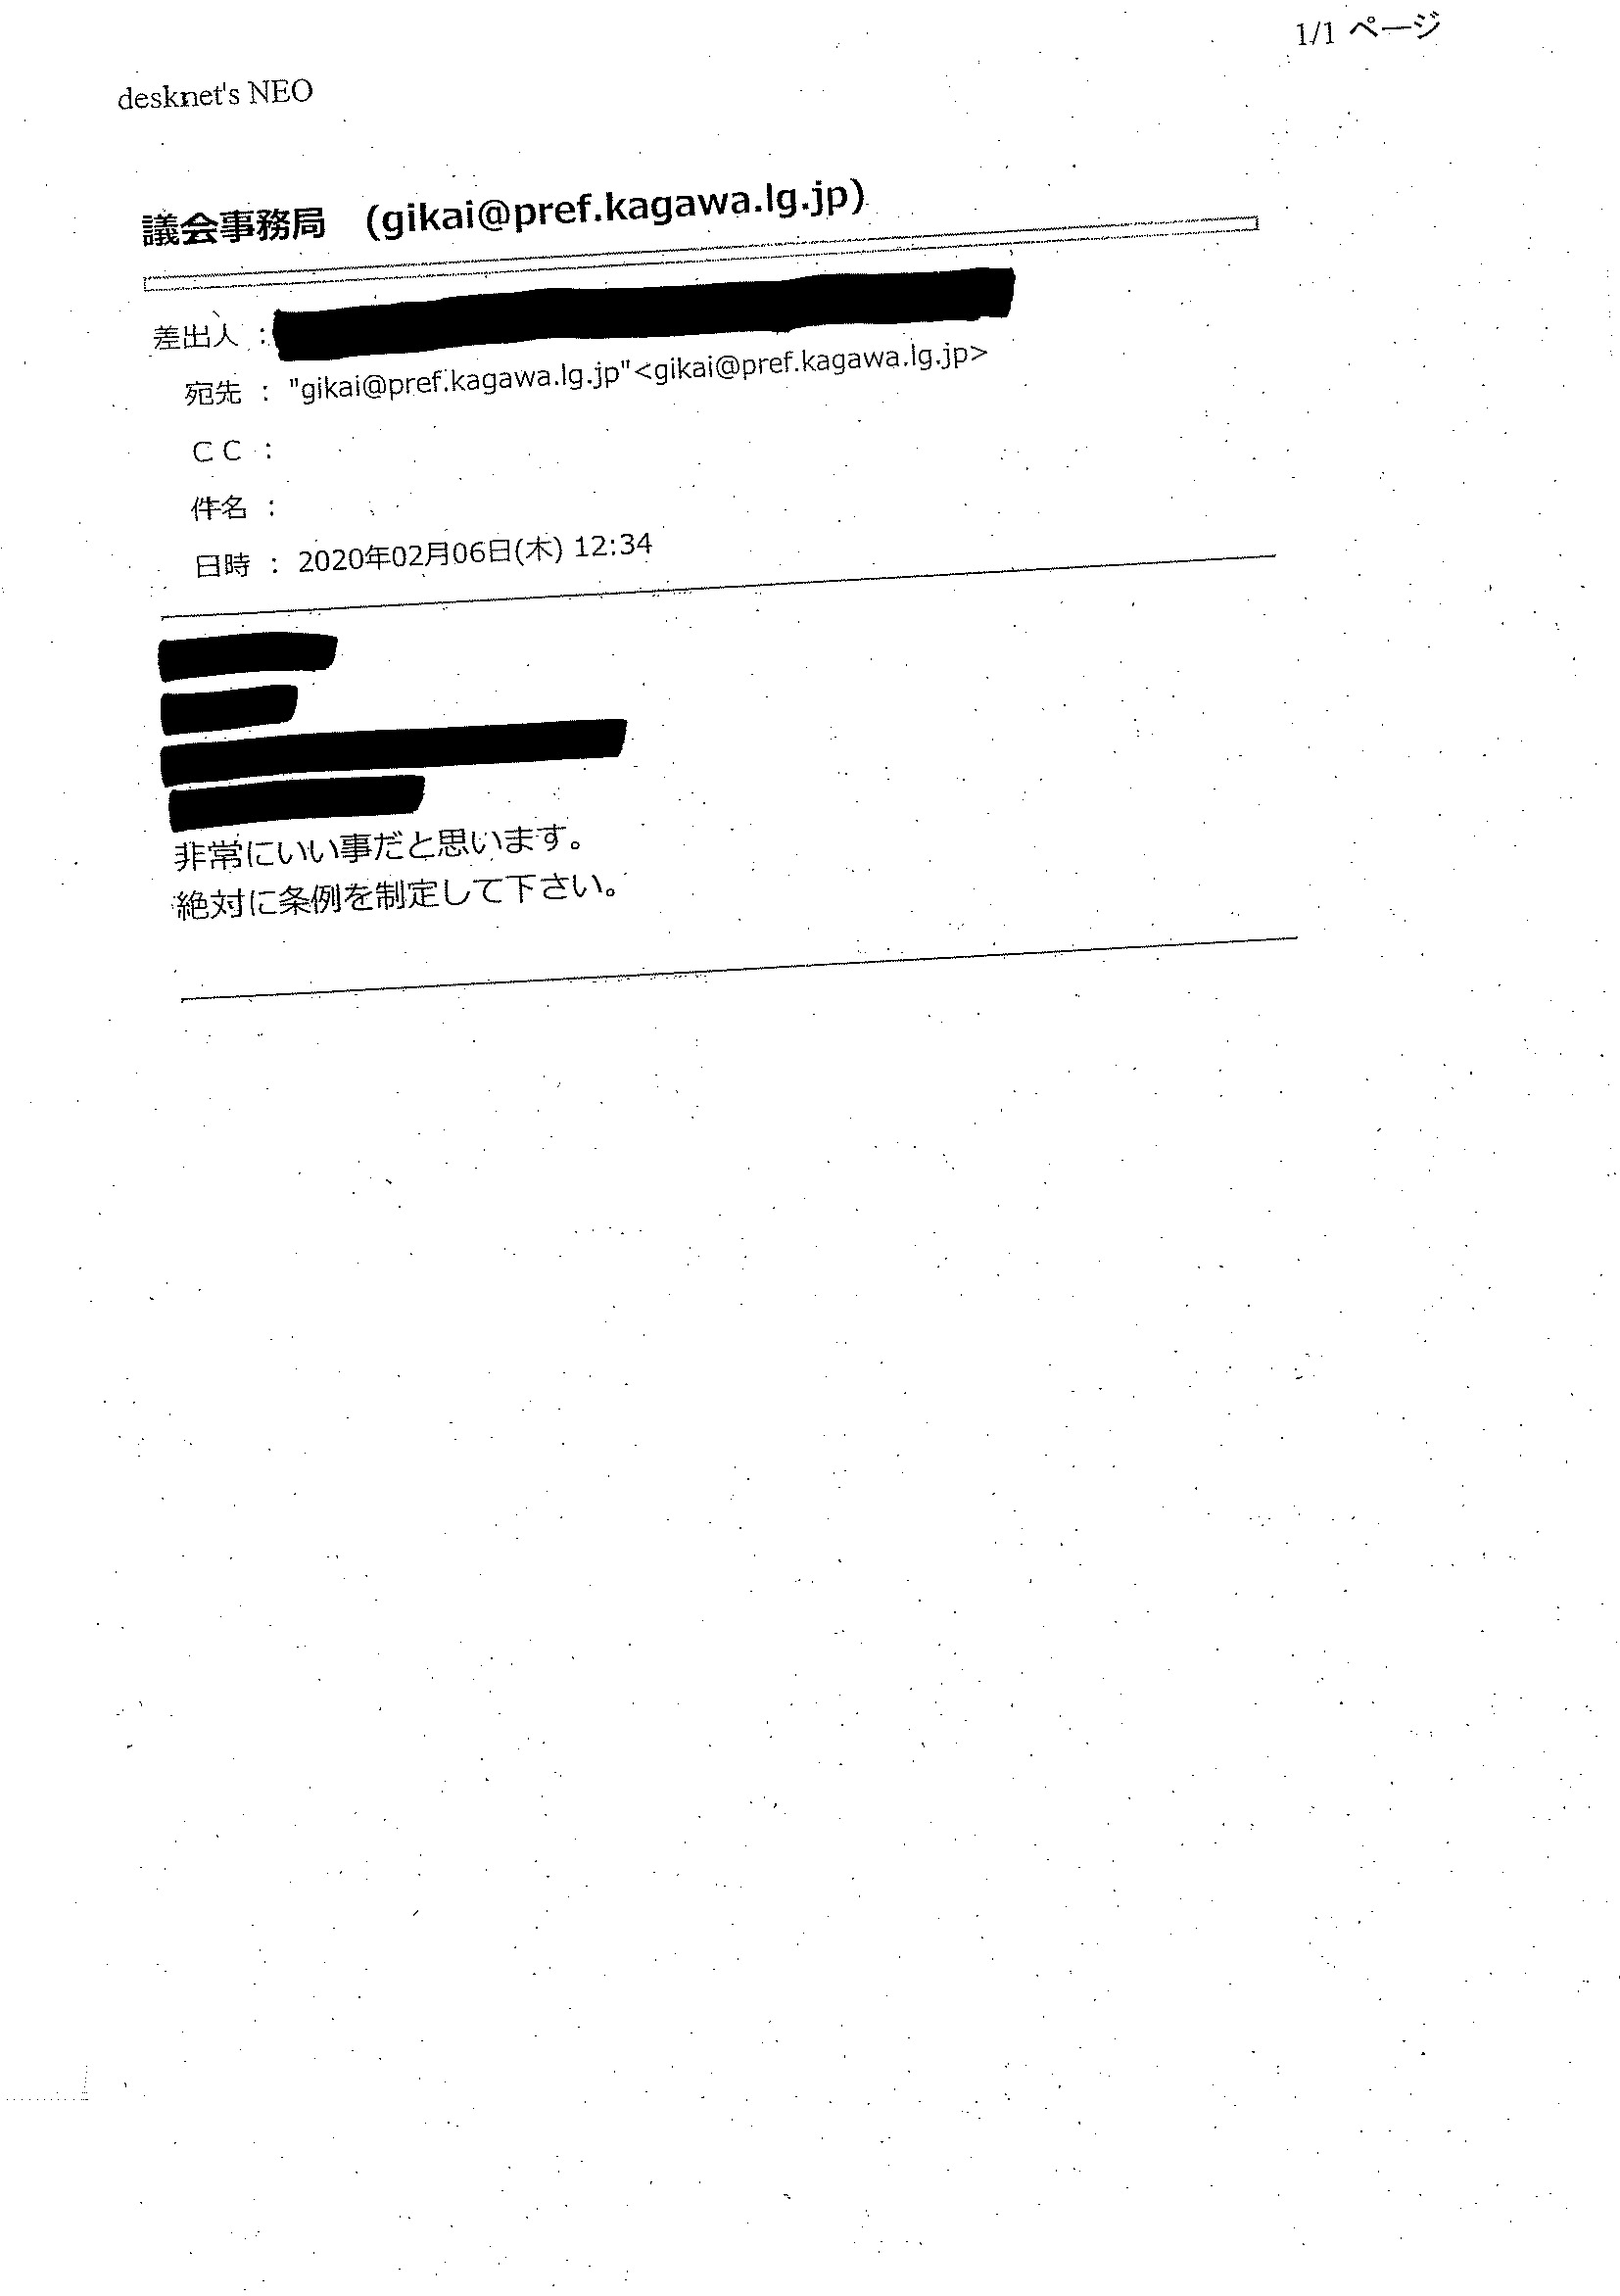 1/1 ページ
desknet's NEO
議会事務局 (gikai@pref.kagawa.lg.jp)
差出人 :
宛先 : "gikai@pref.kagawa.lg.jp"<gikai@pref.kagawa.lg.jp>
CC :
件名 :
日時 : 2020年02月06日(木) 12:34
非常にいい事だと思います。
絶対に条例を制定して下さい。